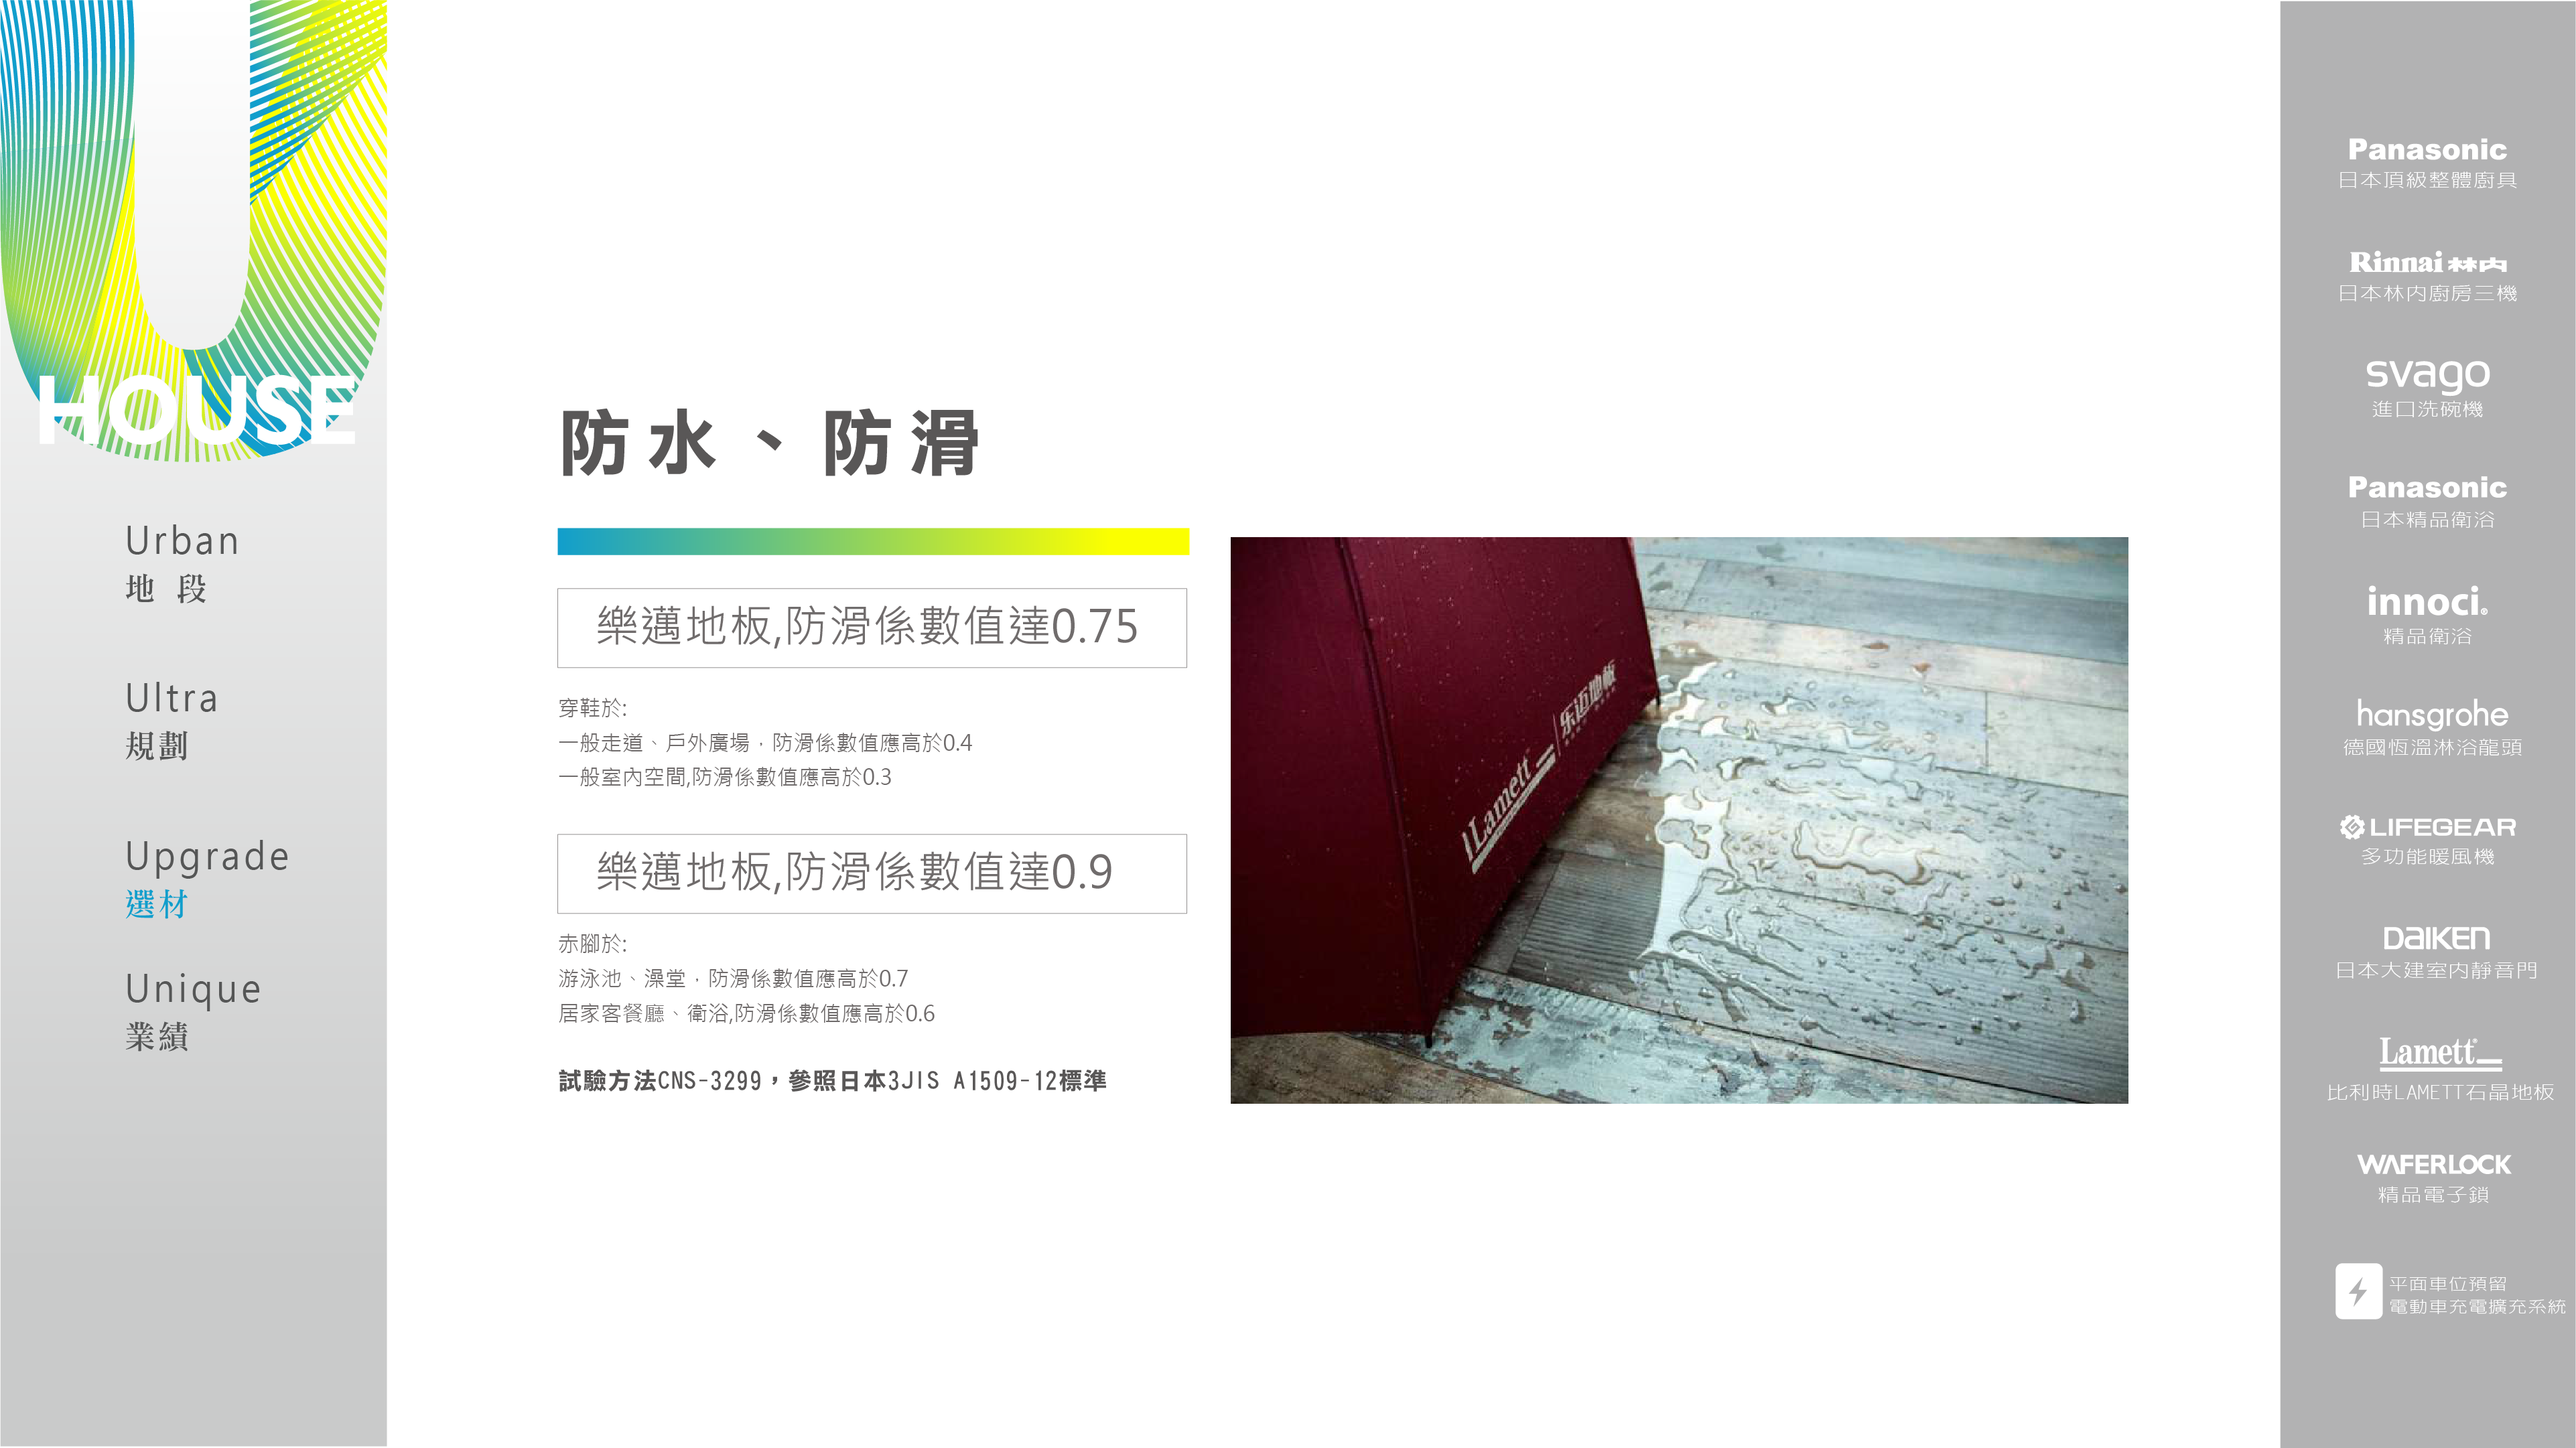 U
HOUSE
Urban
地 段
Ultra
規劃
Upgrade
選材
Unique
業績
防水、防滑
樂邁地板,防滑係數值達0.75
穿鞋於:
一般走道、戶外廣場，防滑係數值應高於0.4
一般室內空間,防滑係數值應高於0.3
樂邁地板,防滑係數值達0.9
赤腳於:
游泳池、澡堂，防滑係數值應高於0.7
居家客餐廳、衛浴,防滑係數值應高於0.6
試驗方法CNS-3299，參照日本3JIS A1509-12標準
Lamett 乐迈地板
Panasonic
日本頂級整體廚具
Rinnai 林内
日本林內廚房三機
svago
進口洗碗機
Panasonic
日本精品衛浴
innoci®
精品衛浴
hansgrohe
德國恆溫淋浴龍頭
LIFEGEAR
多功能暖風機
DAIKEN
日本大建室內靜音門
Lamett
比利時LAMETT石晶地板
WAFERLOCK
精品電子鎖
平面車位預留
電動車充電擴充系統